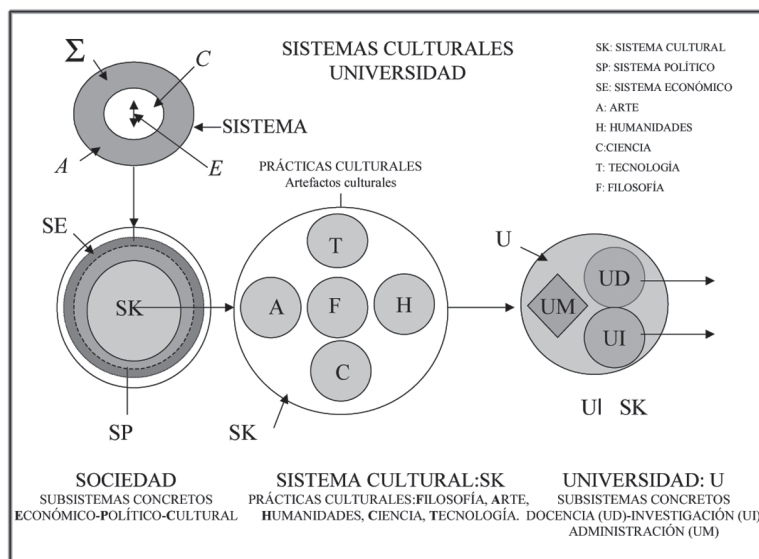 SISTEMAS CULTURALES
UNIVERSIDAD
SK: SISTEMA CULTURAL
SP: SISTEMA POLÍTICO
SE: SISTEMA ECONÓMICO
A: ARTE
H: HUMANIDADES
C:CIENCIA
T: TECNOLOGÍA
F: FILOSOFÍA
Σ
C
SISTEMA
A
E
PRÁCTICAS CULTURALES
Artefactos culturales
SE
SK
SP
T
A
F
H
C
SK
U
UD
UM
UI
U| SK
SOCIEDAD
SUBSISTEMAS CONCRETOS
ECONÓMICO-POLÍTICO-CULTURAL
SISTEMA CULTURAL:SK
PRÁCTICAS CULTURALES:FILOSOFÍA, ARTE,
HUMANIDADES, CIENCIA, TECNOLOGÍA.
UNIVERSIDAD: U
SUBSISTEMAS CONCRETOS
DOCENCIA (UD)-INVESTIGACIÓN (UI)
ADMINISTRACIÓN (UM)